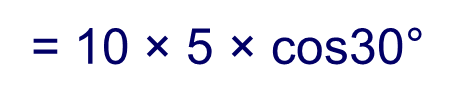 = 10 × 5 × cos30°